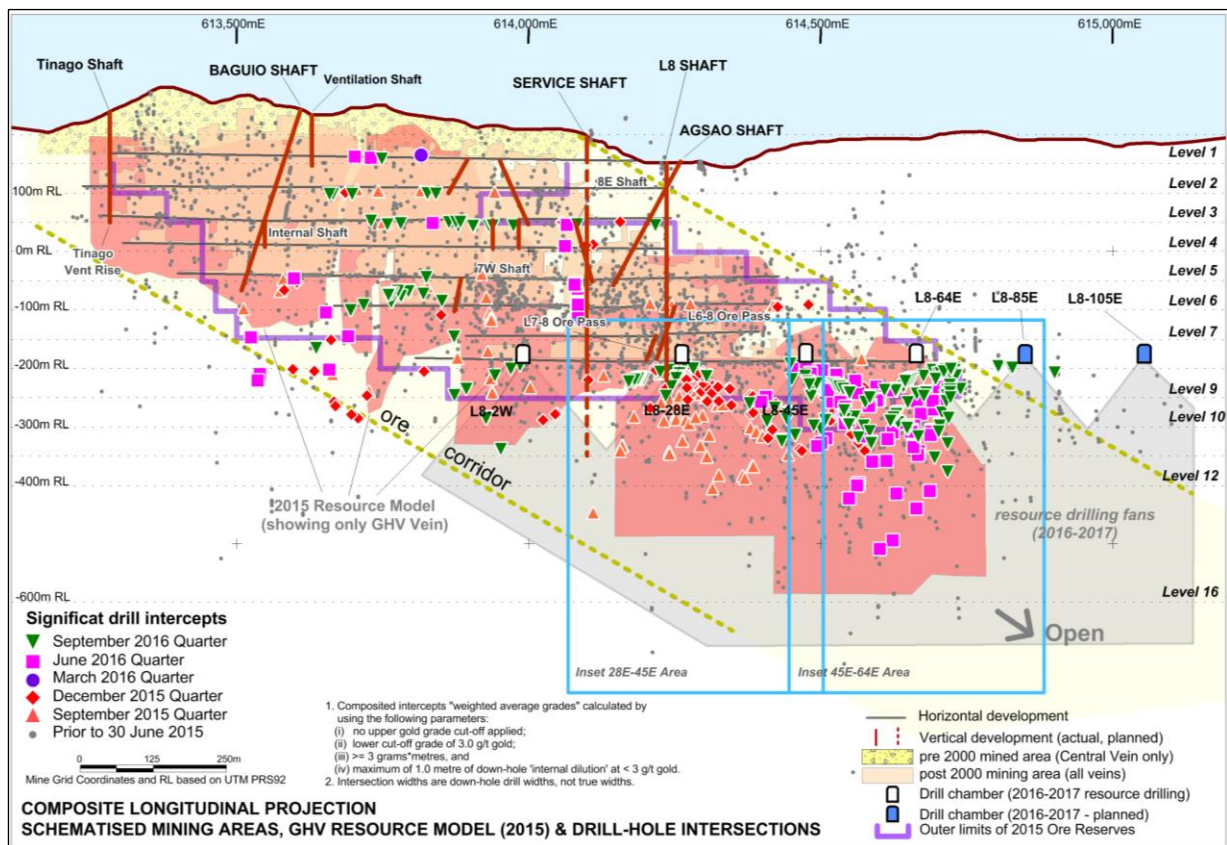 613,500mE
614,000mE
614,500mE
615,000mE
Tinago Shaft
BAGUIO SHAFT
Ventilation Shaft
SERVICE SHAFT
L8 SHAFT
AGSAO SHAFT
Level 1
100m RL
8E Shaft
Level 2
Level 3
Internal Shaft
0m RL
Level 4
Tinago
Vent Rise
7W Shaft
Level 5
-100m RL
L7-8 Ore Pass
L6-8 Ore Pass
L8-64E
L8-85E
L8-105E
Level 6
Level 7
-200m RL
Level 9
L8-2W
L8-28E
L8-45E
Level 10
-300m RL
ore
corridor
Level 12
-400m RL
2015 Resource Model
(showing only GHV Vein)
resource drilling fans
(2016-2017)
-600m RL
Level 16
Open
Inset 28E-45E Area
Inset 45E-64E Area
Significat drill intercepts
September 2016 Quarter
June 2016 Quarter
March 2016 Quarter
December 2015 Quarter
September 2015 Quarter
Prior to 30 June 2015
0 125 250m
Mine Grid Coordinates and RL based on UTM PRS92
1. Composited intercepts "weighted average grades" calculated by
using the following parameters:
(i) no upper gold grade cut-off applied;
(ii) lower cut-off grade of 3.0 g/t gold;
(iii) >= 3 grams*metres, and
(iv) maximum of 1.0 metre of down-hole 'internal dilution' at < 3 g/t gold.
2. Intersection widths are down-hole drill widths, not true widths.
Horizontal development
Vertical development (actual, planned)
pre 2000 mined area (Central Vein only)
post 2000 mining area (all veins)
Drill chamber (2016-2017 resource drilling)
Drill chamber (2016-2017 - planned)
Outer limits of 2015 Ore Reserves
COMPOSITE LONGITUDINAL PROJECTION
SCHEMATISED MINING AREAS, GHV RESOURCE MODEL (2015) & DRILL-HOLE INTERSECTIONS